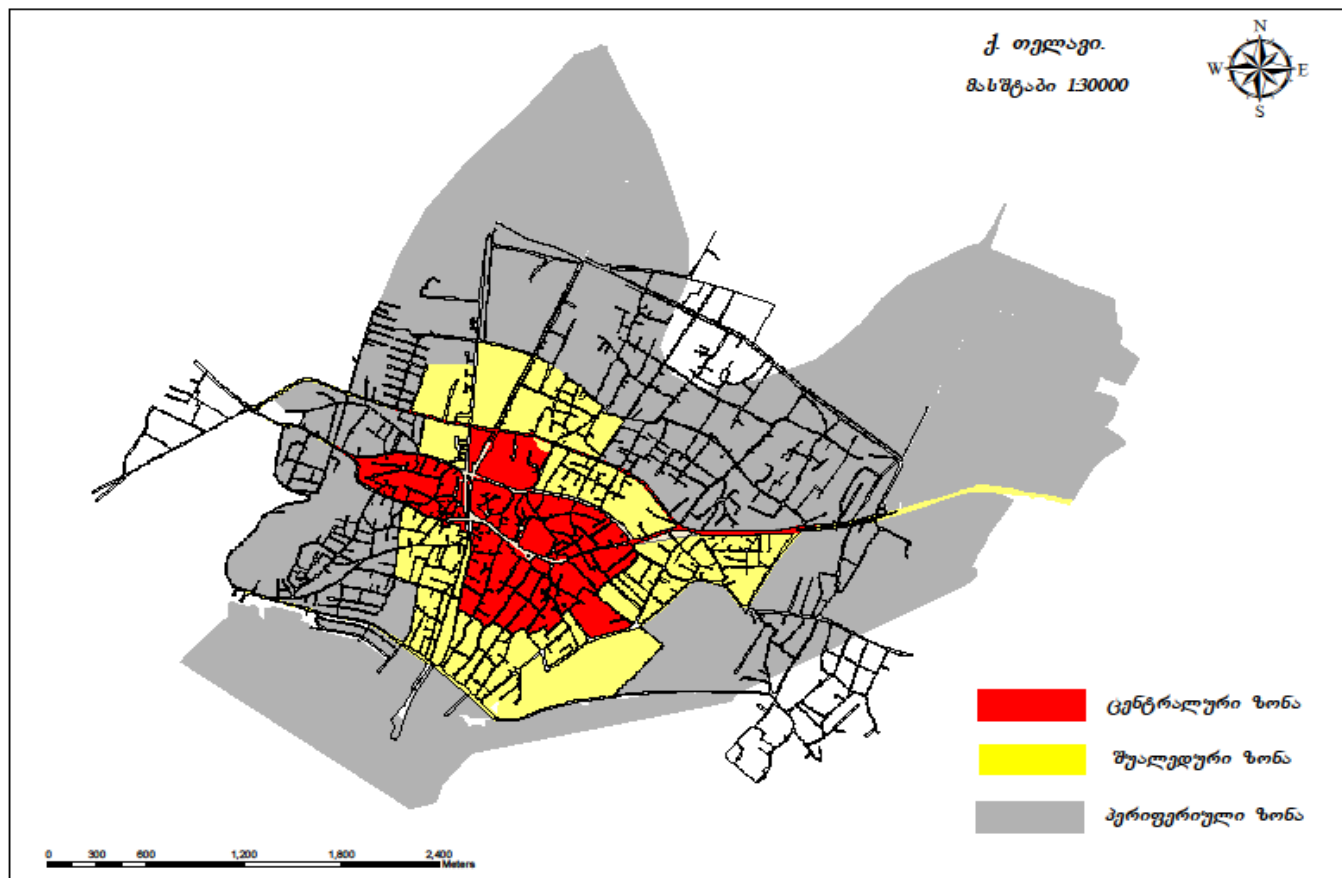 ქ. თელავი.
მასშტაბი 1:30000
N
W E
S
ცენტრალური ზონა
შუალედური ზონა
პერიფერიული ზონა
0 300 600 1,200 1,800 2,400
Meters